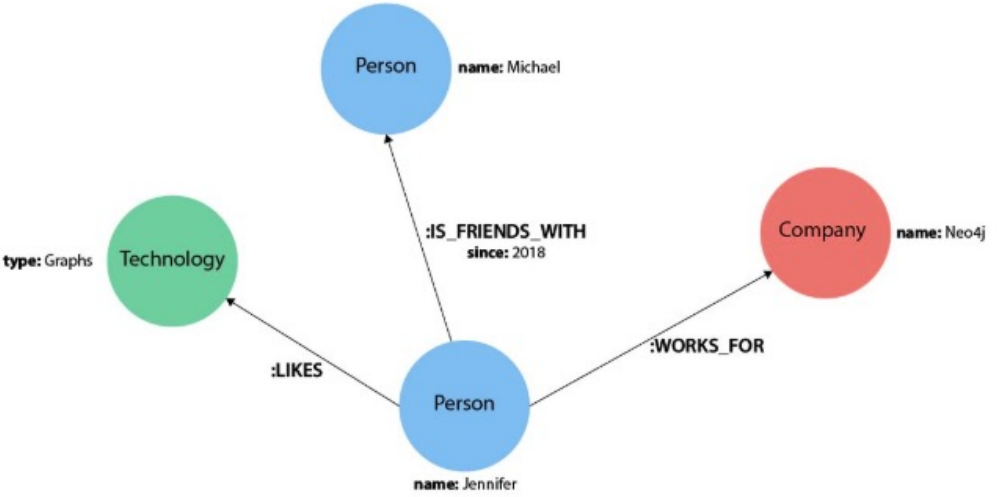 Person
name: Michael
:IS_FRIENDS_WITH
since: 2018
Company
name: Neo4j
type: Graphs
Technology
:WORKS_FOR
:LIKES
Person
name: Jennifer